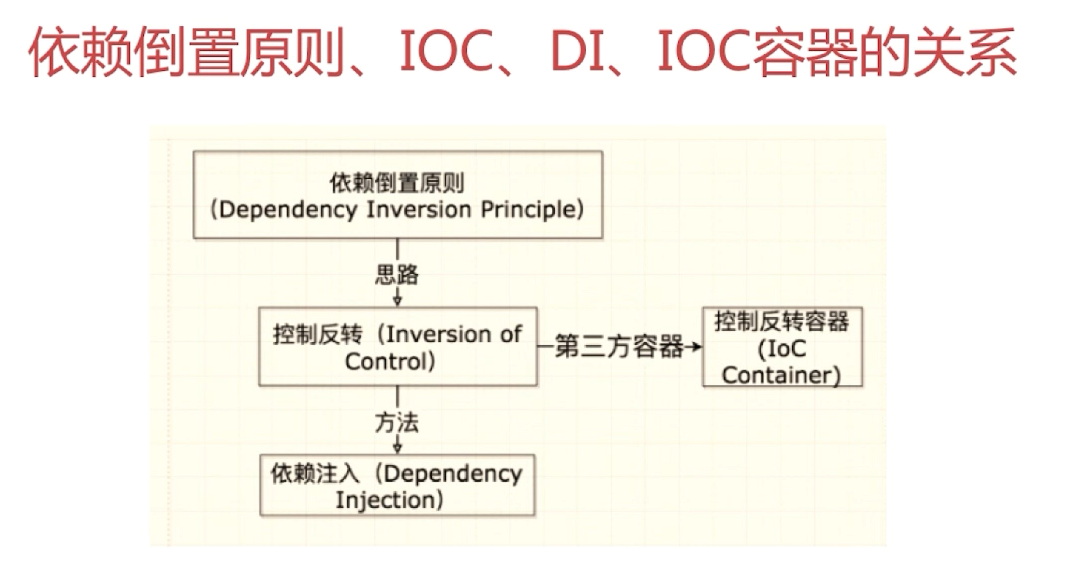 依赖倒置原则、IOC、DI、IOC容器的关系
依赖倒置原则
(Dependency Inversion Principle)
思路
控制反转（Inversion of
Control）
第三方容器
控制反转容器
(IoC
Container)
方法
依赖注入（Dependency
Injection）